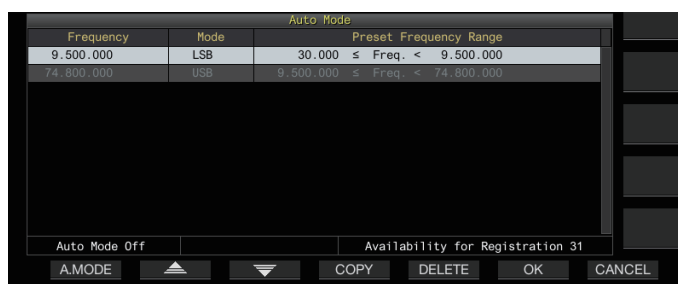 Auto Mode
Frequency Mode Preset Frequency Range
9.500.000 LSB 30.000 ≤ Freq. < 9.500.000
74.800.000 USB 9.500.000 ≤ Freq. < 74.800.000
Auto Mode Off Availability for Registration 31
A.MODE COPY DELETE OK CANCEL